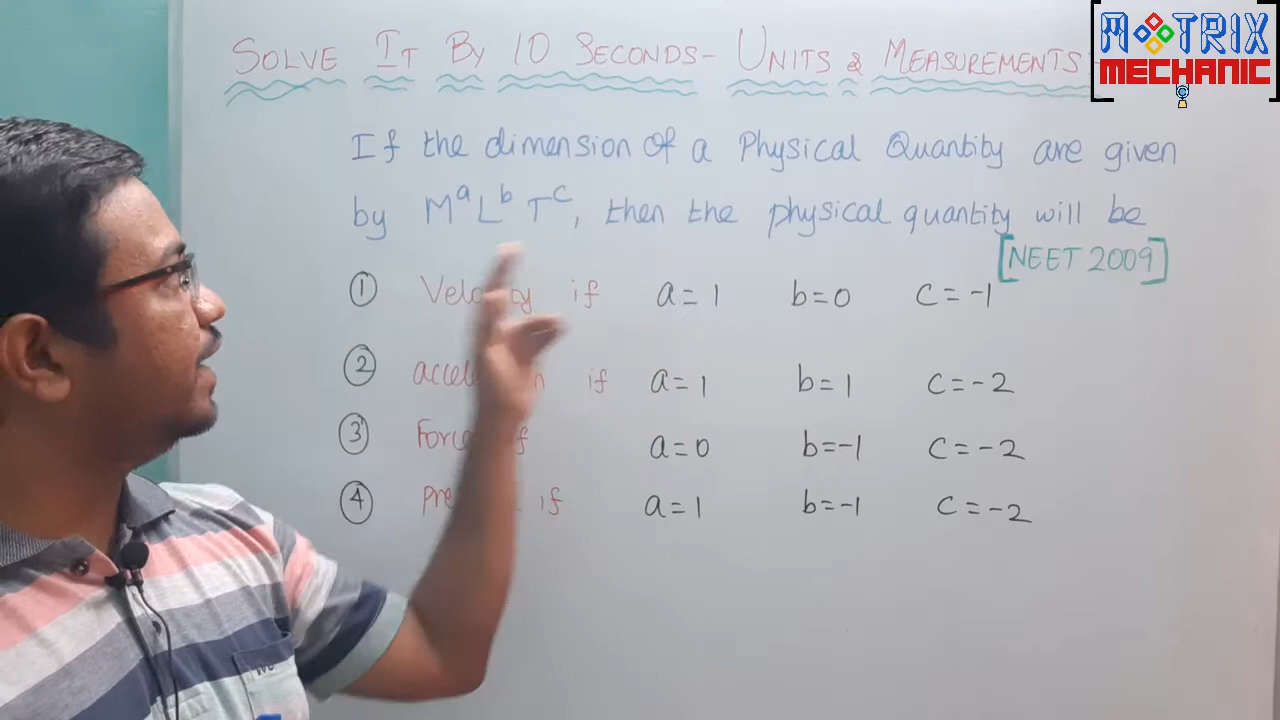 SOLVE IT BY 10 SECONDS- UNITS & MEASUREMENTS
MATRIX
MECHANIC
If the dimension of a Physical Quantity are given
by MᵃLᵇTᶜ, then the physical quantity will be
[NEET 2009]
① if a=1 b=0 c=-1
② if a=1 b=1 c=-2
③ a=0 b=-1 c=-2
④ if a=1 b=-1 c=-2